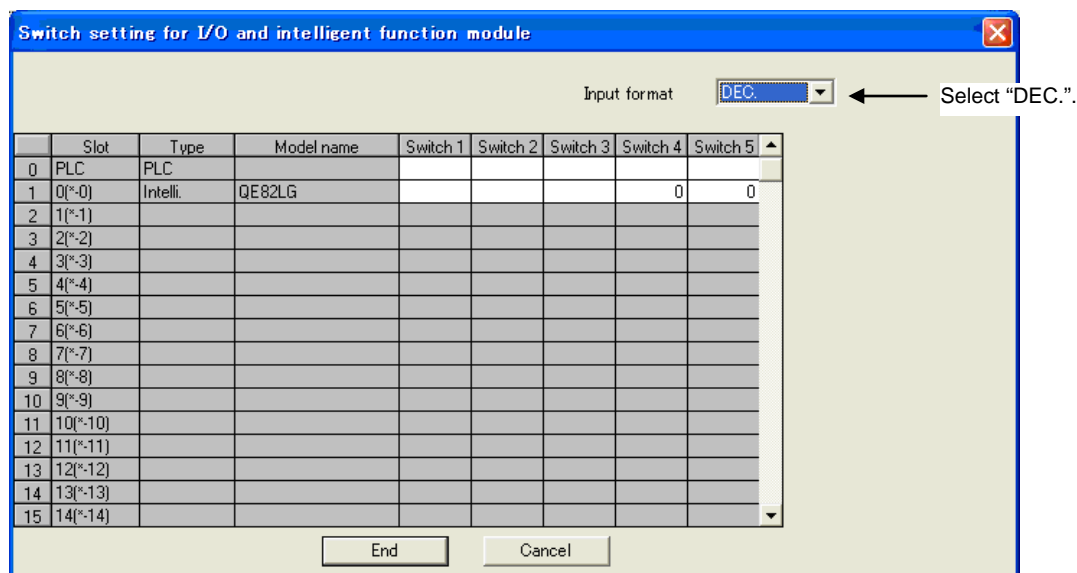 Switch setting for I/O and intelligent function module
Input format DEC. Select “DEC.”.
Slot Type Model name Switch 1 Switch 2 Switch 3 Switch 4 Switch 5
0 PLC PLC
1 0(*-0) Intelli. QE82LG 0 0
2 1(*-1)
3 2(*-2)
4 3(*-3)
5 4(*-4)
6 5(*-5)
7 6(*-6)
8 7(*-7)
9 8(*-8)
10 9(*-9)
11 10(*-10)
12 11(*-11)
13 12(*-12)
14 13(*-13)
15 14(*-14)
End Cancel